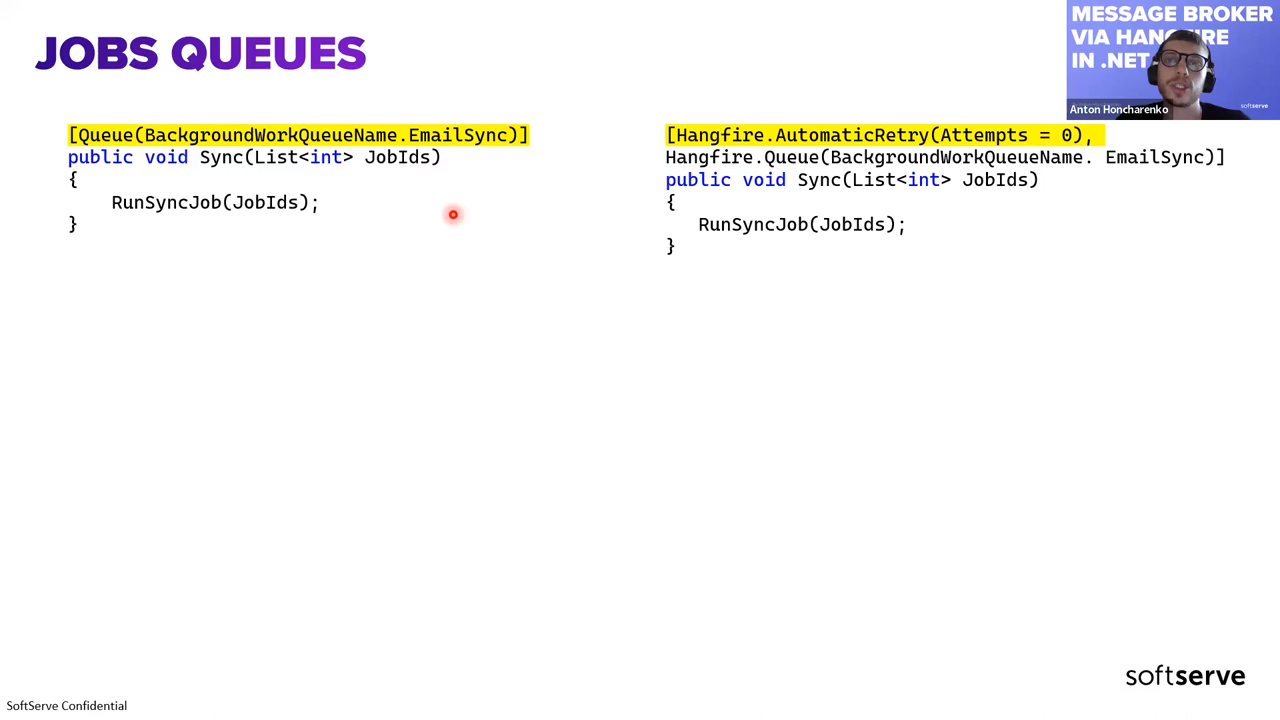 JOBS QUEUES
[Queue(BackgroundWorkQueueName.EmailSync)]
public void Sync(List<int> JobIds)
{
RunSyncJob(JobIds);
}
[Hangfire.AutomaticRetry(Attempts = 0),
Hangfire.Queue(BackgroundWorkQueueName. EmailSync)]
public void Sync(List<int> JobIds)
{
RunSyncJob(JobIds);
}
MESSAGE BROKER
VIA HANGFIRE
IN .NET
softserve
Anton Honcharenko
softserve
SoftServe Confidential